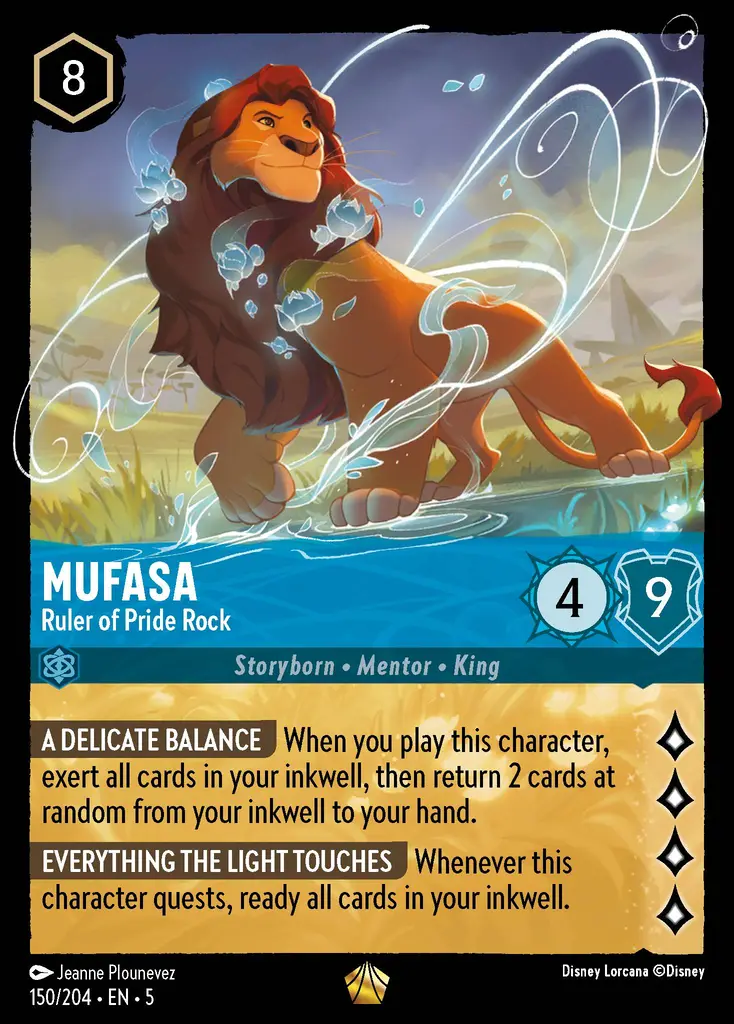 8
MUFASA
Ruler of Pride Rock
4
9
Storyborn • Mentor • King
A DELICATE BALANCE When you play this character,
exert all cards in your inkwell, then return 2 cards at
random from your inkwell to your hand.
EVERYTHING THE LIGHT TOUCHES Whenever this
character quests, ready all cards in your inkwell.
Jeanne Plounevez
Disney Lorcana ©Disney
150/204 • EN • 5